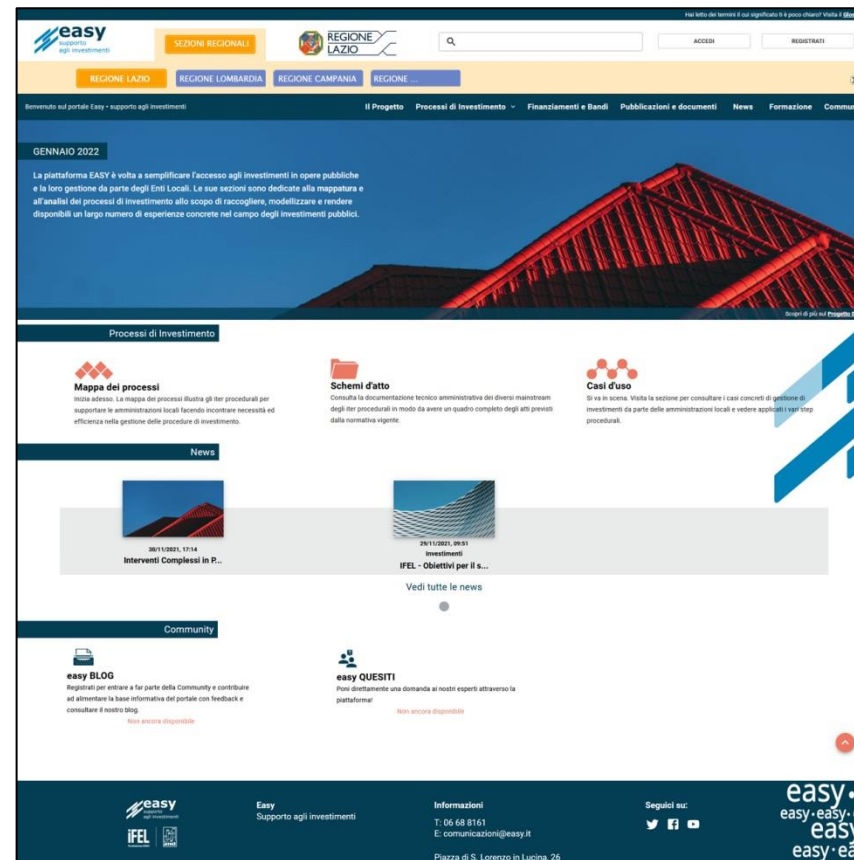 Hai letto dei termini il cui significato ti è poco chiaro? Visita il
easy
supporto
agli investimenti
SEZIONI REGIONALI
REGIONE
LAZIO
ACCEDI
REGISTRATI
REGIONE LAZIO
REGIONE LOMBARDIA
REGIONE CAMPANIA
REGIONE ...
Benvenuto sul portale Easy • supporto agli investimenti
Il Progetto
Processi di Investimento
Finanziamenti e Bandi
Pubblicazioni e documenti
News
Formazione
Commun
GENNAIO 2022
La piattaforma EASY è volta a semplificare l'accesso agli investimenti in opere pubbliche
e la loro gestione da parte degli Enti Locali. Le sue sezioni sono dedicate alla mappatura e
all'analisi dei processi di investimento allo scopo di raccogliere, modellizzare e rendere
disponibili un largo numero di esperienze concrete nel campo degli investimenti pubblici.
Scopri di più sul Progetto
Processi di Investimento
Mappa dei processi
Inizia adesso. La mappa dei processi illustra gli iter procedurali per
supportare le amministrazioni locali facendo incontrare necessità ed
efficienza nella gestione delle procedure di investimento.
Schemi d'atto
Consulta la documentazione tecnico amministrativa dei diversi mainstream
degli iter procedurali in modo da avere un quadro completo degli atti previsti
dalla normativa vigente.
Casi d'uso
Si va in scena. Visita la sezione per consultare i casi concreti di gestione di
investimenti da parte delle amministrazioni locali e vedere applicati i vari step
procedurali.
News
30/11/2021, 17:14
Interventi Complessi in P...
29/11/2021, 09:51
Investimenti
IFEL - Obiettivi per il s...
Vedi tutte le news
Community
easy BLOG
Registrati per entrare a far parte della Community e contribuire
ad alimentare la base informativa del portale con feedback e
consultare il nostro blog.
Non ancora disponibile
easy QUESITI
Poni direttamente una domanda ai nostri esperti attraverso la
piattaforma!
Non ancora disponibile
easy
supporto
agli investimenti
iFEL
Easy
Supporto agli investimenti
Informazioni
T: 06 68 8161
E: comunicazioni@easy.it
Piazza di S. Lorenzo in Lucina, 26
Seguici su:
easy•
easy•easy•
easy
easy•ea